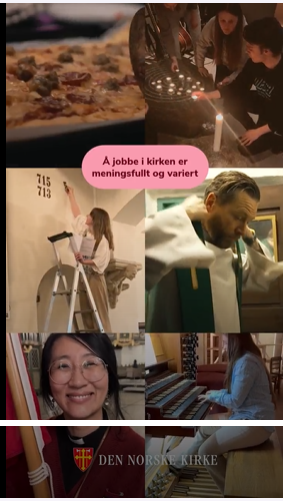 Å jobbe i kirken er
meningsfullt og variert
715
713
DEN NORSKE KIRKE